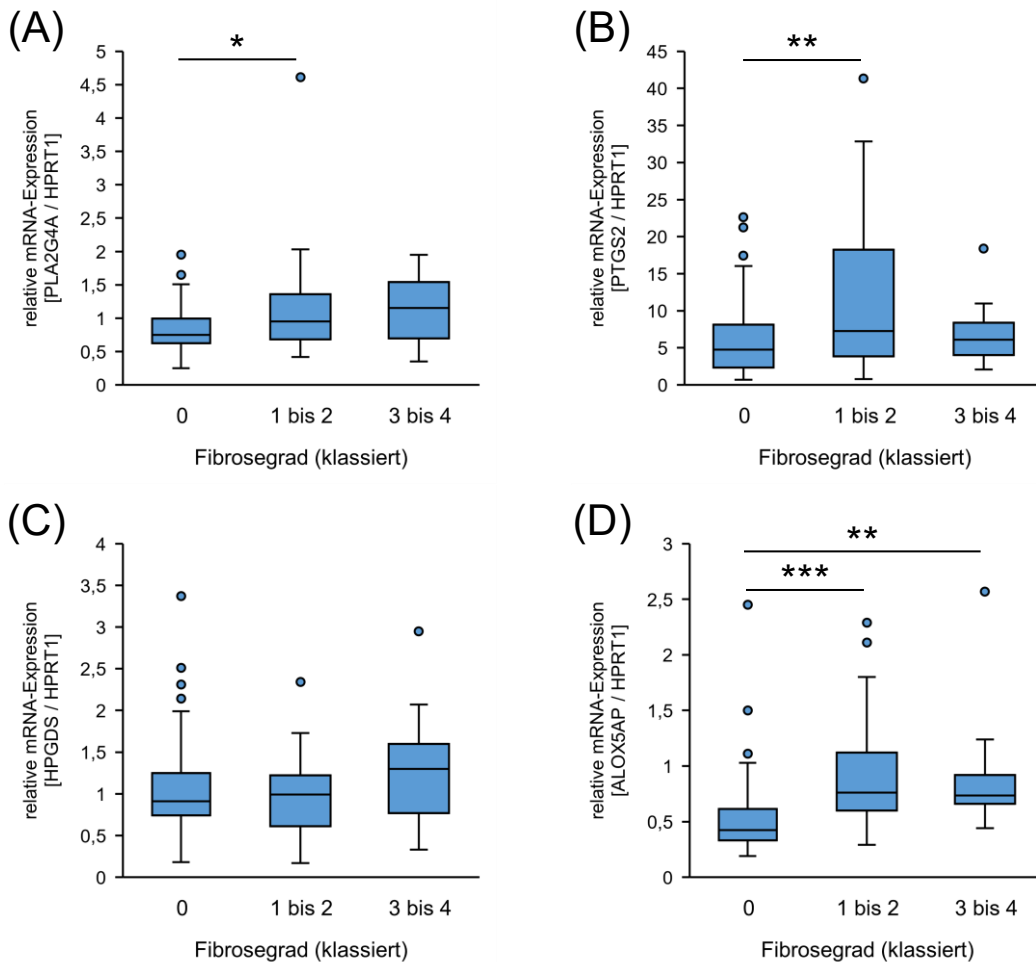 (A)
*
relative mRNA-Expression
[PLA2G4A / HPRT1]
5
4,5
4
3,5
3
2,5
2
1,5
1
0,5
0
0 1 bis 2 3 bis 4
Fibrosegrad (klassiert)
(B)
**
relative mRNA-Expression
[PTGS2 / HPRT1]
45
40
35
30
25
20
15
10
5
0
0 1 bis 2 3 bis 4
Fibrosegrad (klassiert)
(C)
relative mRNA-Expression
[HPGDS / HPRT1]
4
3,5
3
2,5
2
1,5
1
0,5
0
0 1 bis 2 3 bis 4
Fibrosegrad (klassiert)
(D)
**
***
relative mRNA-Expression
[ALOX5AP / HPRT1]
3
2,5
2
1,5
1
0,5
0
0 1 bis 2 3 bis 4
Fibrosegrad (klassiert)